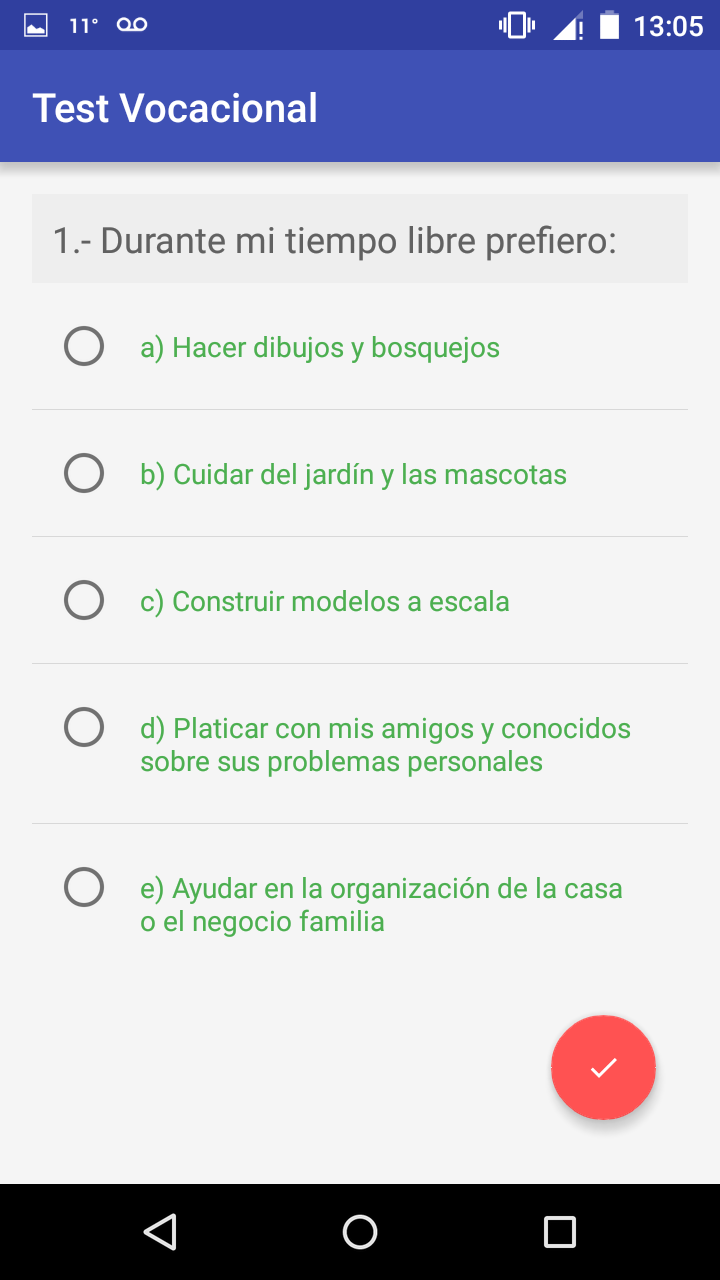 11°
13:05
Test Vocacional
1.- Durante mi tiempo libre prefiero:
a) Hacer dibujos y bosquejos
b) Cuidar del jardín y las mascotas
c) Construir modelos a escala
d) Platicar con mis amigos y conocidos
sobre sus problemas personales
e) Ayudar en la organización de la casa
o el negocio familia